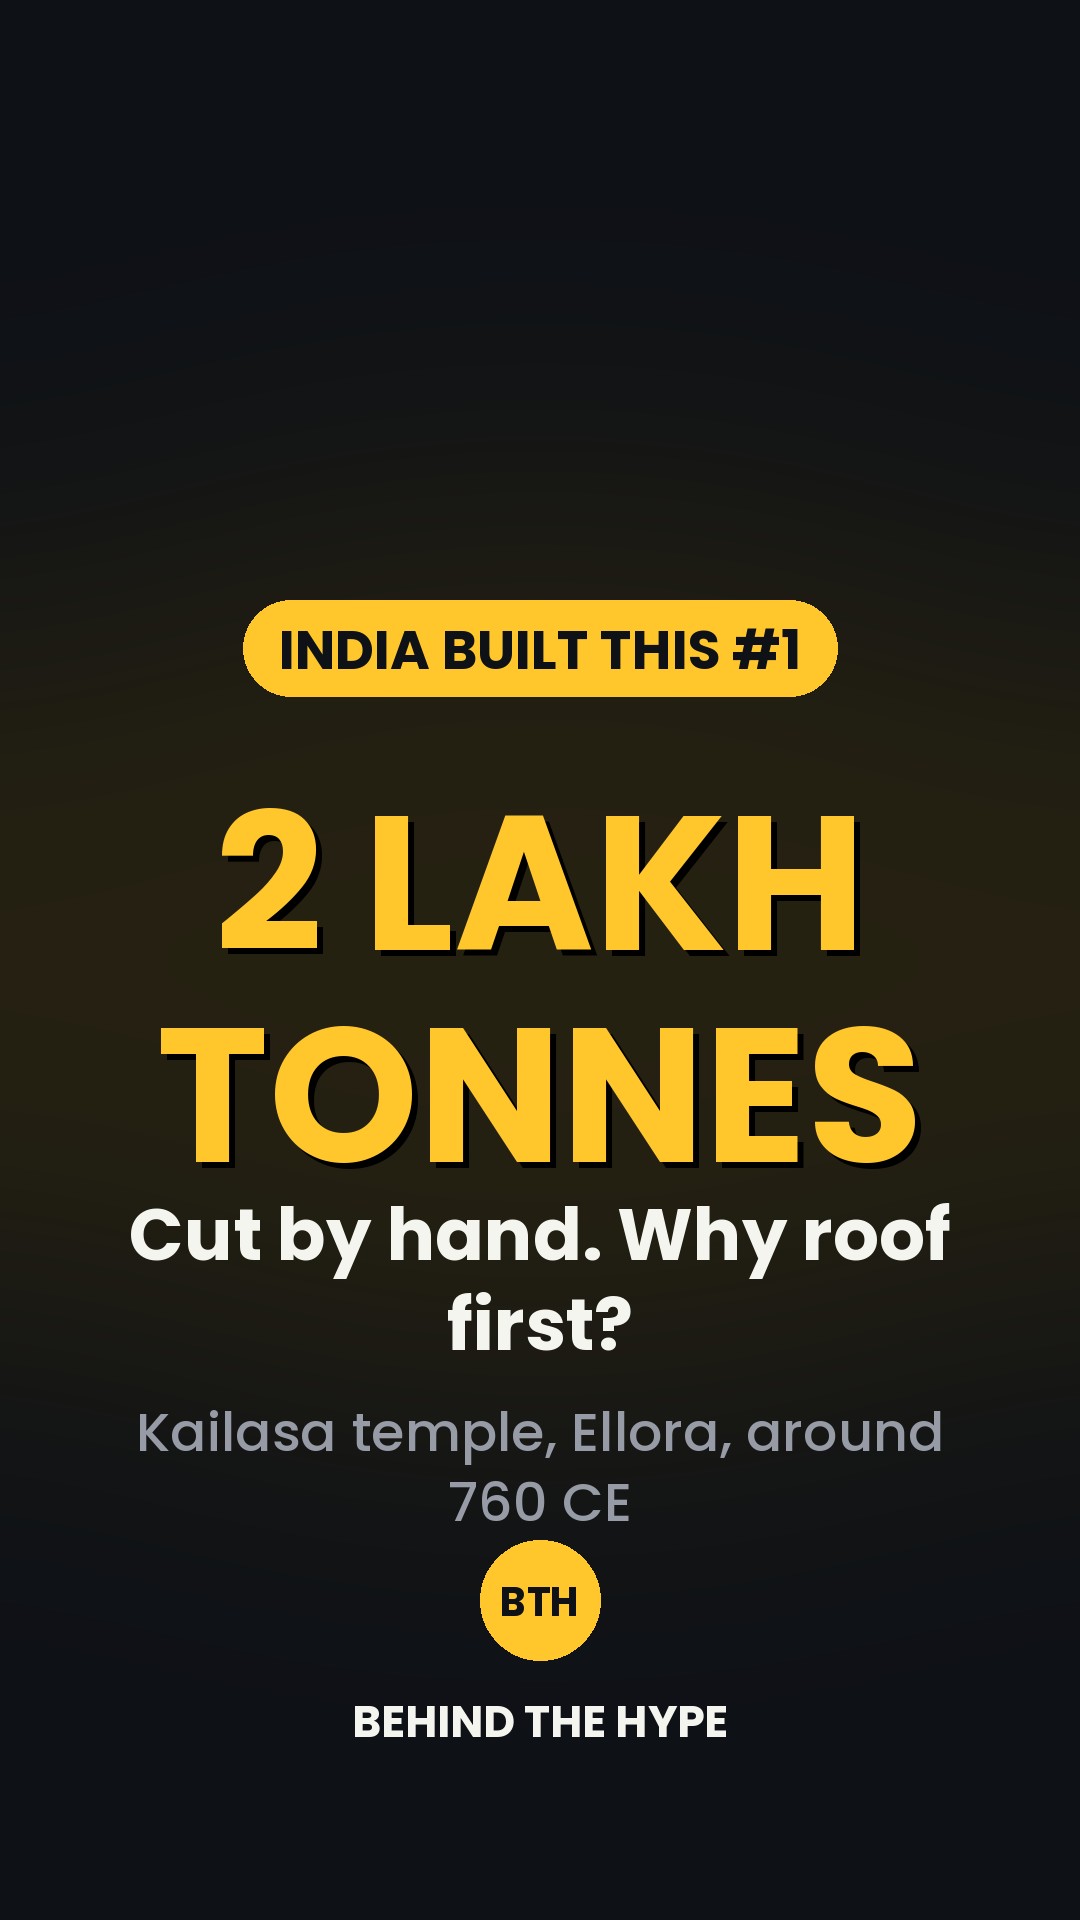 INDIA BUILT THIS #1
2 LAKH
TONNES
Cut by hand. Why roof
first?
Kailasa temple, Ellora, around
760 CE
BTH
BEHIND THE HYPE